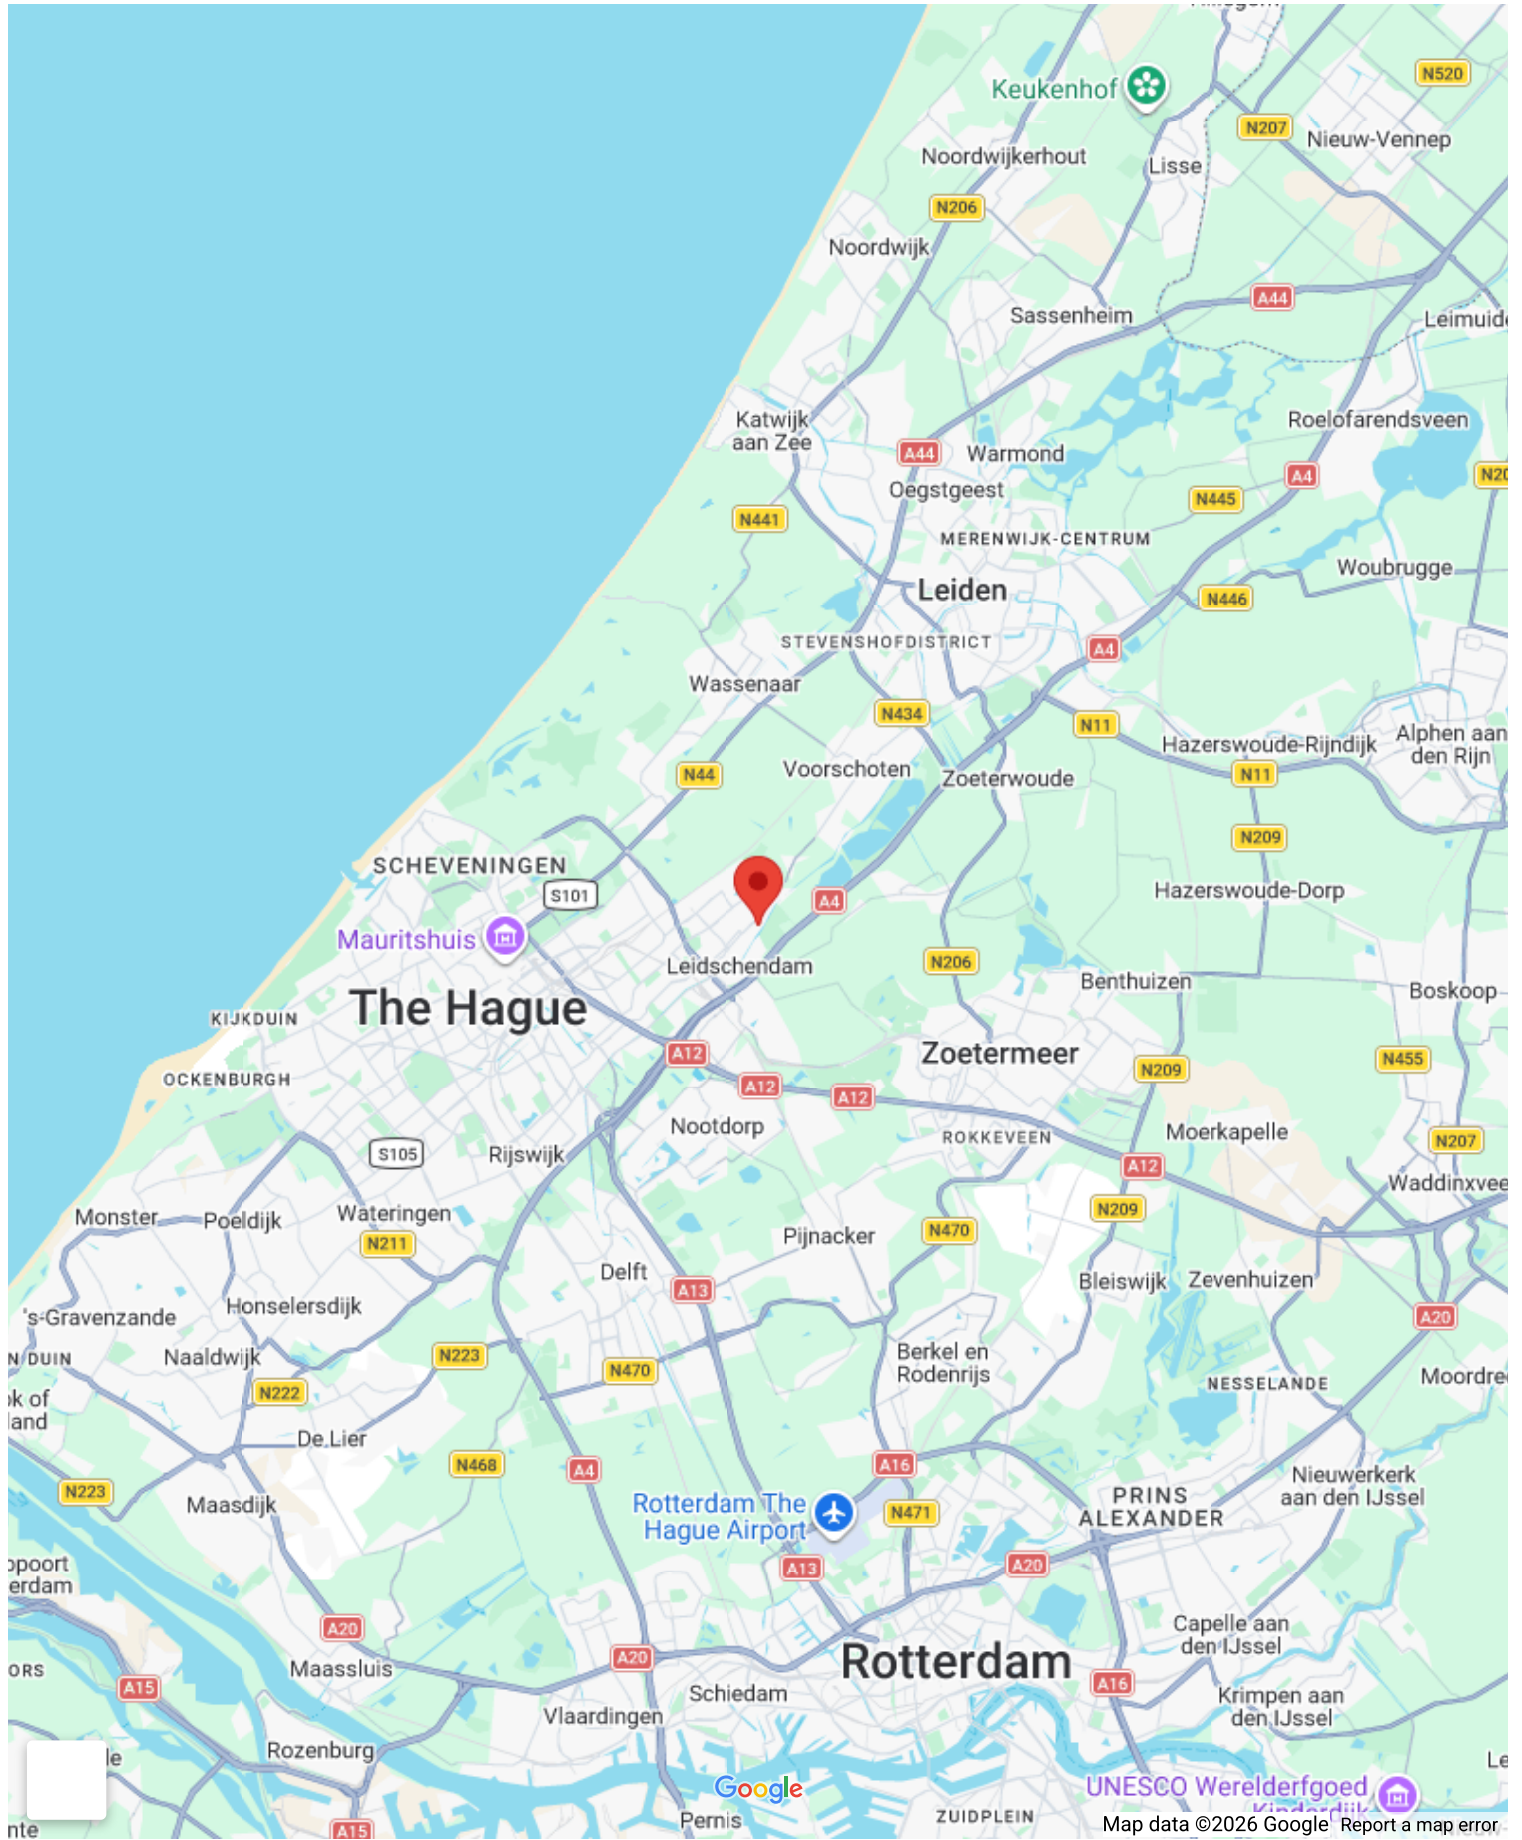 Keukenhof
N520
N207
Nieuw-Vennep
Noordwijkerhout
Lisse
N206
Noordwijk
A44
Sassenheim
Katwijk
aan Zee
Roelofarendsveen
A44
Warmond
A4
Oegstgeest
N445
N441
MERENWIJK-CENTRUM
Woubrugge
Leiden
N446
STEVENSHOFDISTRICT
A4
Wassenaar
N434
N11
Alphen aan
den Rijn
Hazerswoude-Rijndijk
N44
Voorschoten
Zoeterwoude
N11
N209
SCHEVENINGEN
S101
A4
Hazerswoude-Dorp
Mauritshuis
N206
Leidschendam
Benthuizen
Boskoop
The Hague
KIJKDUIN
A12
Zoetermeer
N455
N209
OCKENBURGH
A12
A12
Nootdorp
ROKKEVEEN
Moerkapelle
N207
S105
Rijswijk
A12
Monster
Poeldijk
Wateringen
N209
N211
Pijnacker
N470
Delft
A13
Bleiswijk
Zevenhuizen
's-Gravenzande
Honselersdijk
A20
Naaldwijk
N223
N470
Berkel en
Rodenrijs
N DUIN
N222
NESSELANDE
De Lier
N468
A4
A16
N223
Maasdijk
Rotterdam The
Hague Airport
N471
PRINS
ALEXANDER
Nieuwerkerk
aan den IJssel
A13
A20
A20
Capelle aan
den IJssel
Maassluis
A20
Rotterdam
A15
Schiedam
A16
Vlaardingen
Krimpen aan
den IJssel
Rozenburg
Google
UNESCO Werelderfgoed
Kinderdijk
Pernis
ZUIDPLEIN
A15
Map data ©2026 Google
Report a map error